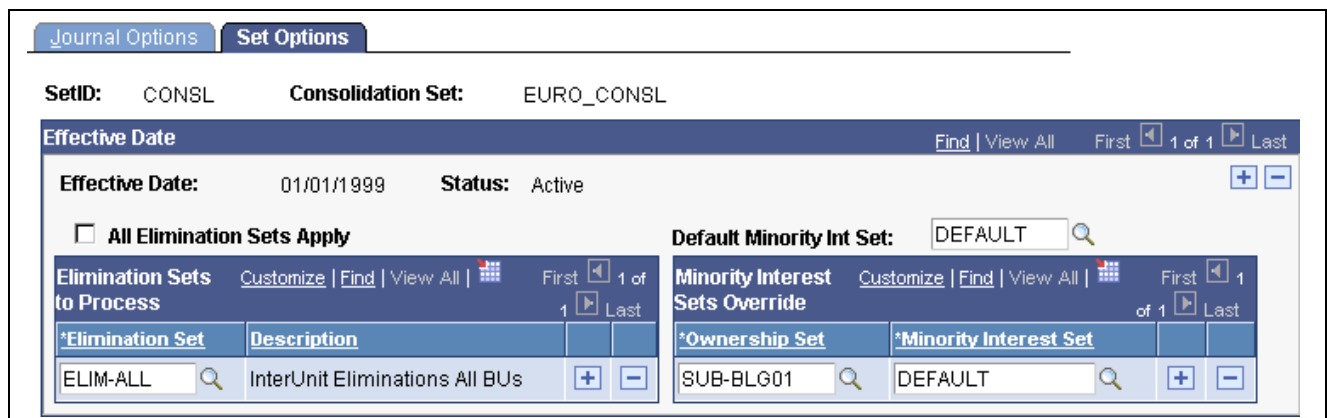 Journal Options Set Options
SetID: CONSL Consolidation Set: EURO_CONSL
Effective Date Find | View All First 1 of 1 Last
Effective Date: 01/01/1999 Status: Active
All Elimination Sets Apply Default Minority Int Set: DEFAULT
Elimination Sets to Process Customize | Find | View All | First 1 of 1 Last
*Elimination Set Description
ELIM-ALL InterUnit Eliminations All BUs
Minority Interest Sets Override Customize | Find | View All | First 1 of 1 Last
*Ownership Set *Minority Interest Set
SUB-BLG01 DEFAULT